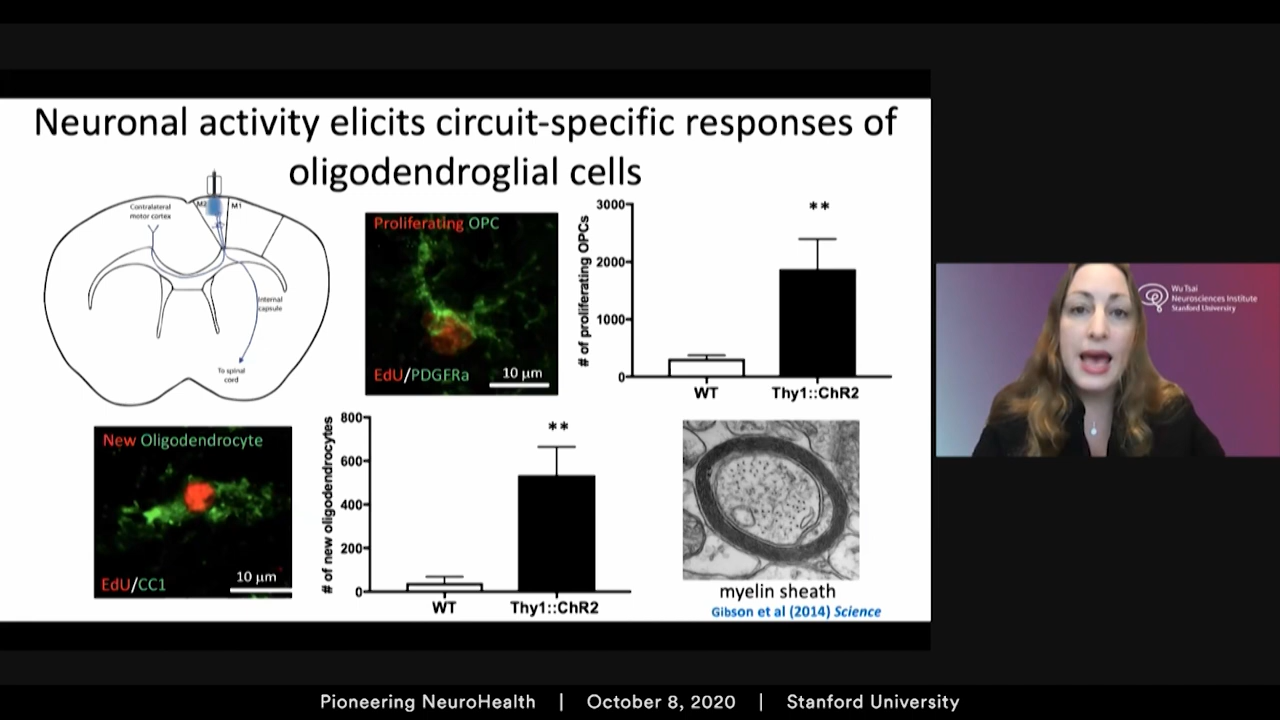 Neuronal activity elicits circuit-specific responses of
oligodendroglial cells
Contralateral
motor cortex
M2
M1
Internal
capsule
To spinal
cord
Proliferating OPC
EdU/PDGFRa
10 µm
# of proliferating OPCs
3000
2000
1000
0
**
WT
Thy1::ChR2
New Oligodendrocyte
EdU/CC1
10 µm
# of new oligodendrocytes
800
600
400
200
0
**
WT
Thy1::ChR2
myelin sheath
Gibson et al (2014) Science
Wu Tsai
Neurosciences Institute
Stanford University
Pioneering NeuroHealth | October 8, 2020 | Stanford University